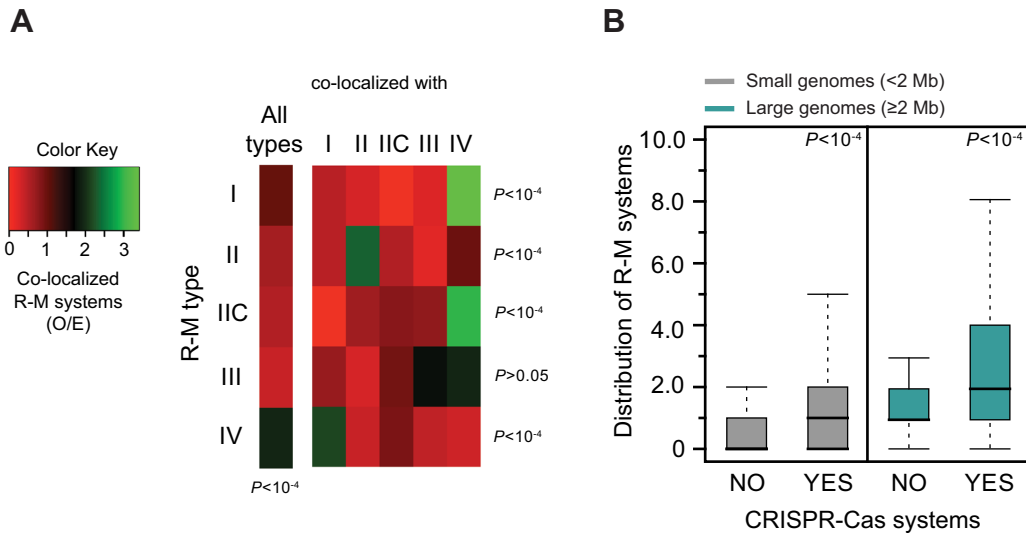 A
co-localized with
All
types
I II IIC III IV
Color Key
0 1 2 3
Co-localized
R-M systems
(O/E)
R-M type
I
P<10⁻⁴
II
P<10⁻⁴
IIC
P<10⁻⁴
III
P>0.05
IV
P<10⁻⁴
P<10⁻⁴
B
Small genomes (<2 Mb)
Large genomes (≥2 Mb)
Distribution of R-M systems
10.0
8.0
6.0
4.0
2.0
0
P<10⁻⁴
P<10⁻⁴
NO YES NO YES
CRISPR-Cas systems